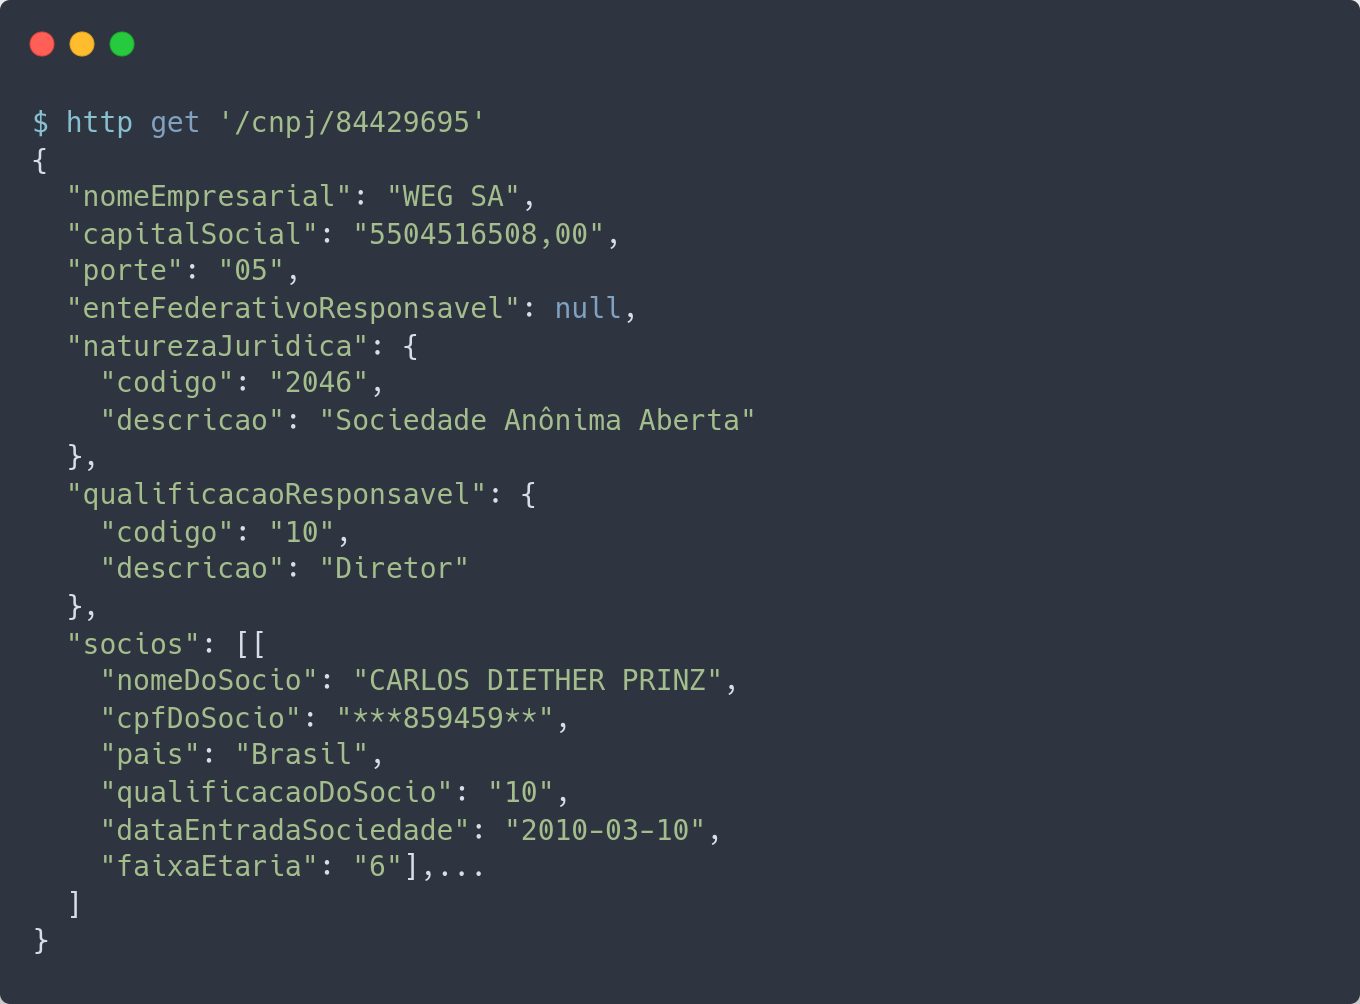 $ http get '/cnpj/84429695'
{
  "nomeEmpresarial": "WEG SA",
  "capitalSocial": "5504516508,00",
  "porte": "05",
  "enteFederativoResponsavel": null,
  "naturezaJuridica": {
    "codigo": "2046",
    "descricao": "Sociedade Anônima Aberta"
  },
  "qualificacaoResponsavel": {
    "codigo": "10",
    "descricao": "Diretor"
  },
  "socios": [[
    "nomeDoSocio": "CARLOS DIETHER PRINZ",
    "cpfDoSocio": "***859459**",
    "pais": "Brasil",
    "qualificacaoDoSocio": "10",
    "dataEntradaSociedade": "2010-03-10",
    "faixaEtaria": "6"],...
  ]
}